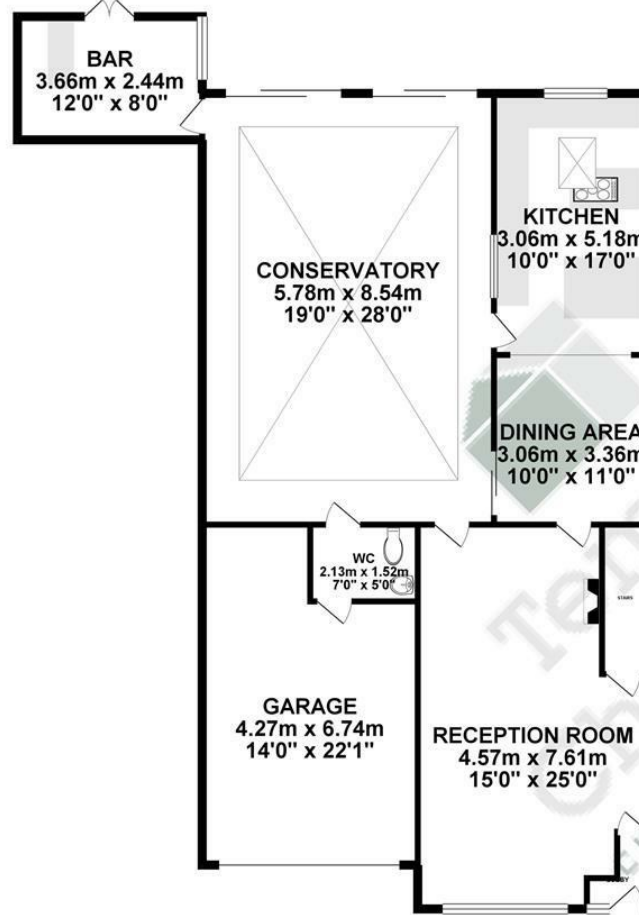 BAR
3.66m x 2.44m
12'0" x 8'0"
CONSERVATORY
5.78m x 8.54m
19'0" x 28'0"
KITCHEN
3.06m x 5.18m
10'0" x 17'0"
DINING AREA
3.06m x 3.36m
10'0" x 11'0"
WC
2.13m x 1.52m
7'0" x 5'0"
STAIRS
GARAGE
4.27m x 6.74m
14'0" x 22'1"
RECEPTION ROOM
4.57m x 7.61m
15'0" x 25'0"